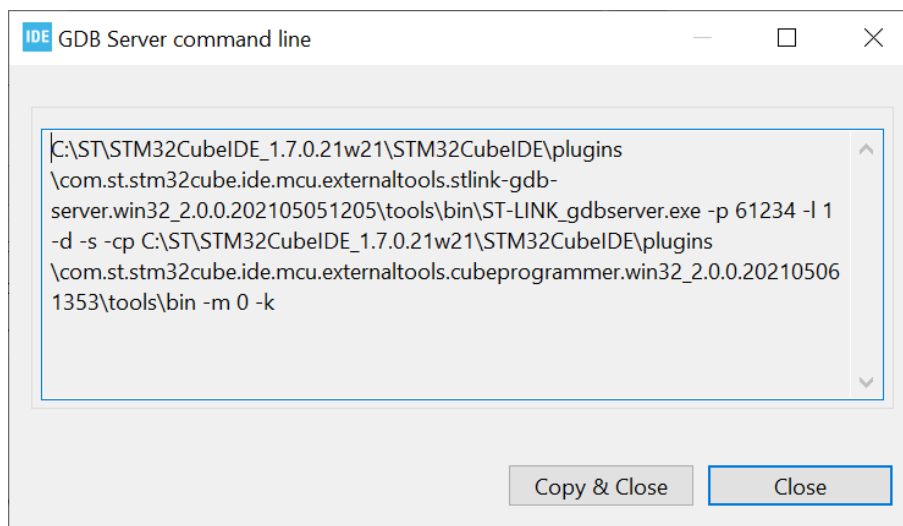 IDE GDB Server command line
C:\ST\STM32CubeIDE_1.7.0.21w21\STM32CubeIDE\plugins
\com.st.stm32cube.ide.mcu.externaltools.stlink-gdb-
server.win32_2.0.0.202105051205\tools\bin\ST-LINK_gdbserver.exe -p 61234 -l 1
-d -s -cp C:\ST\STM32CubeIDE_1.7.0.21w21\STM32CubeIDE\plugins
\com.st.stm32cube.ide.mcu.externaltools.cubeprogrammer.win32_2.0.0.20210506
1353\tools\bin -m 0 -k
Copy & Close Close